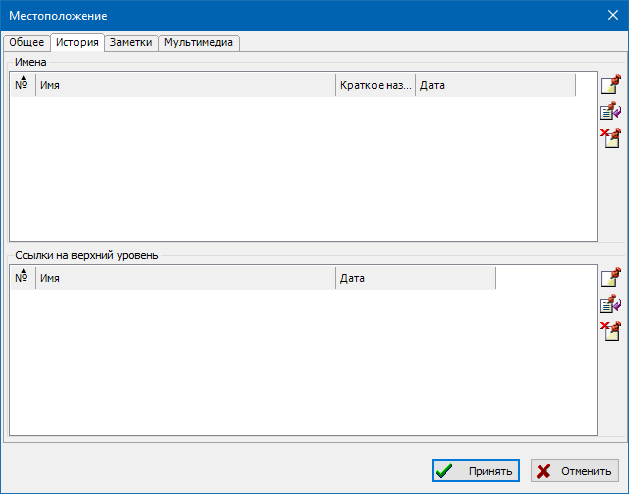 Местоположение
Общее История Заметки Мультимедиа
Имена
№ Имя Краткое наз... Дата
Ссылки на верхний уровень
№ Имя Дата
Принять Отменить